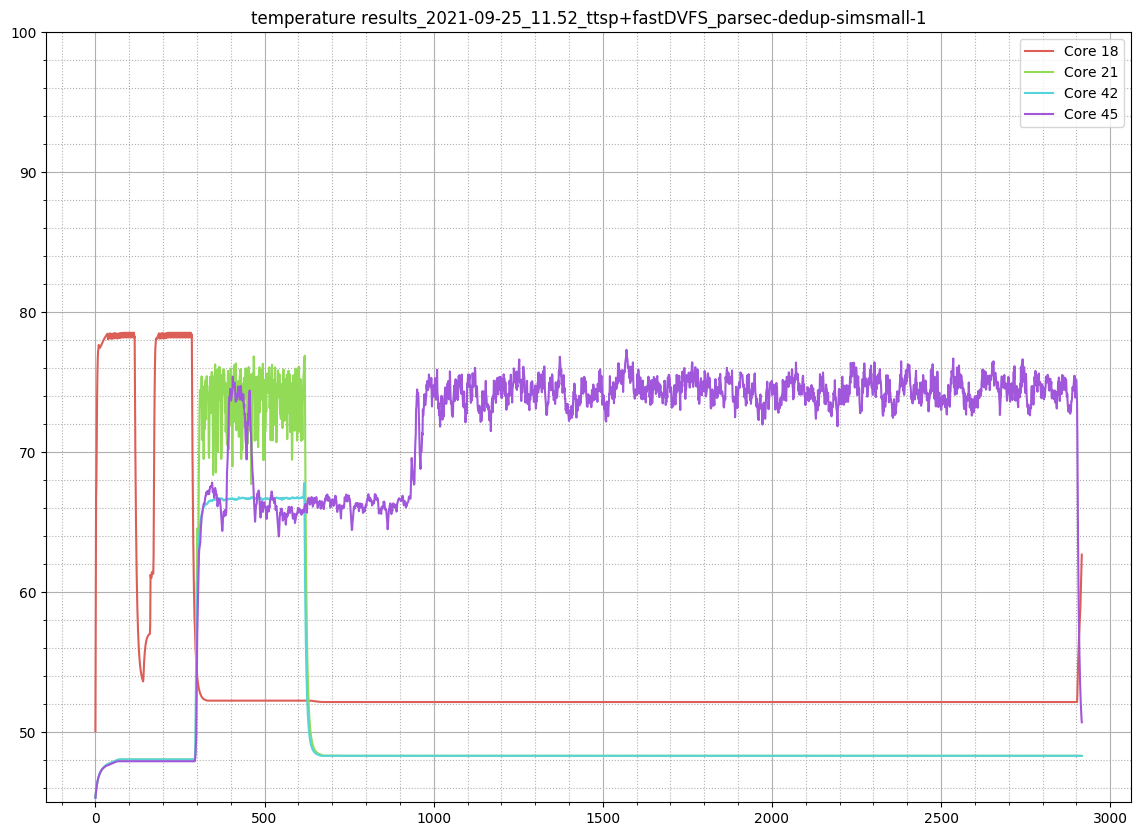 temperature results_2021-09-25_11.52_ttsp+fastDVFS_parsec-dedup-simsmall-1
100
90
80
70
60
50
Core 18
Core 21
Core 42
Core 45
0 500 1000 1500 2000 2500 3000